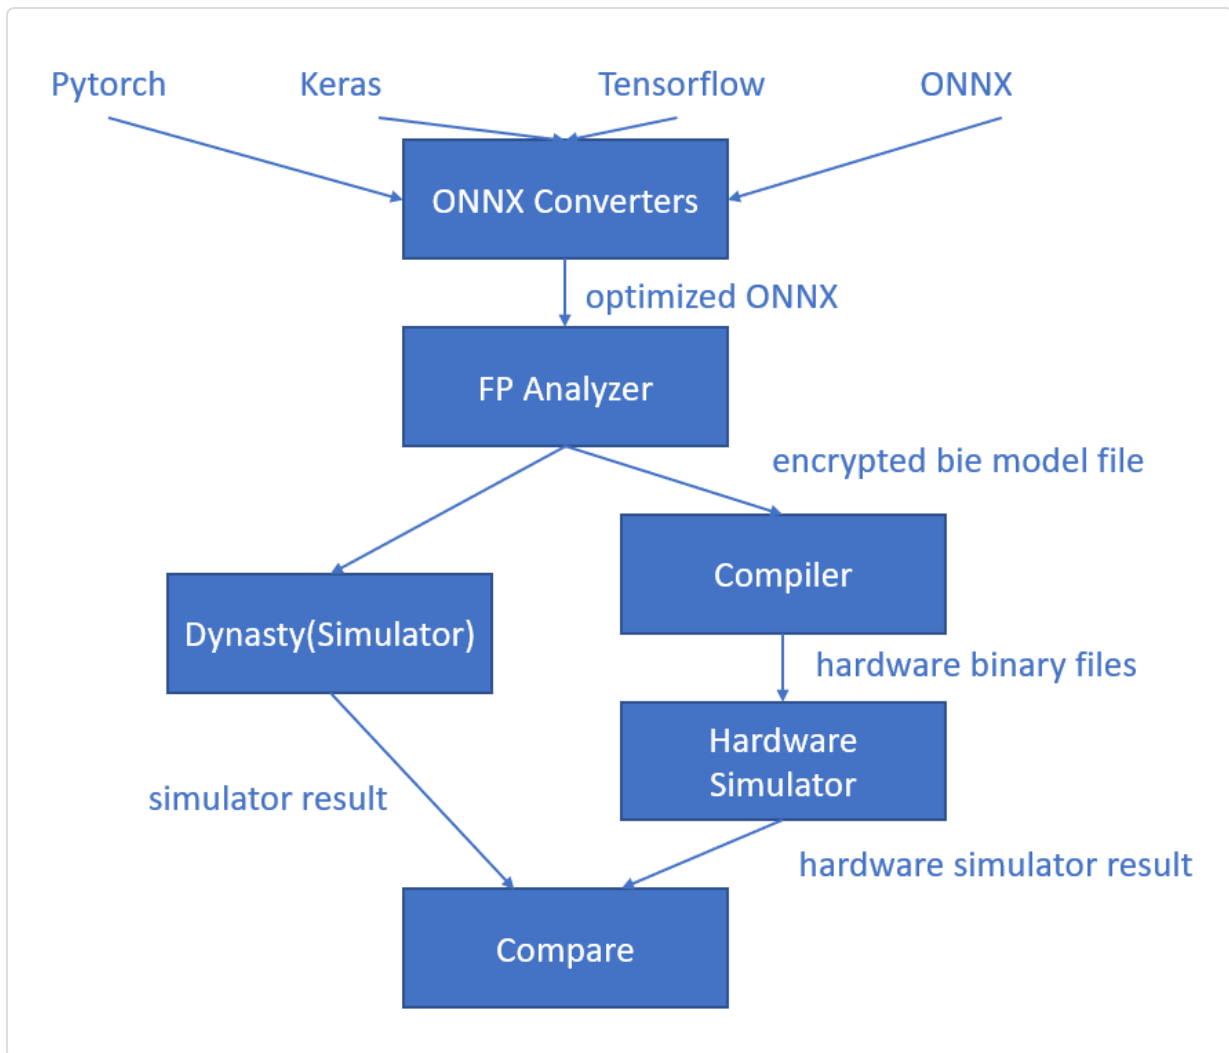 Pytorch
Keras
Tensorflow
ONNX
ONNX Converters
optimized ONNX
FP Analyzer
encrypted bie model file
Compiler
Dynasty(Simulator)
hardware binary files
Hardware
Simulator
simulator result
hardware simulator result
Compare